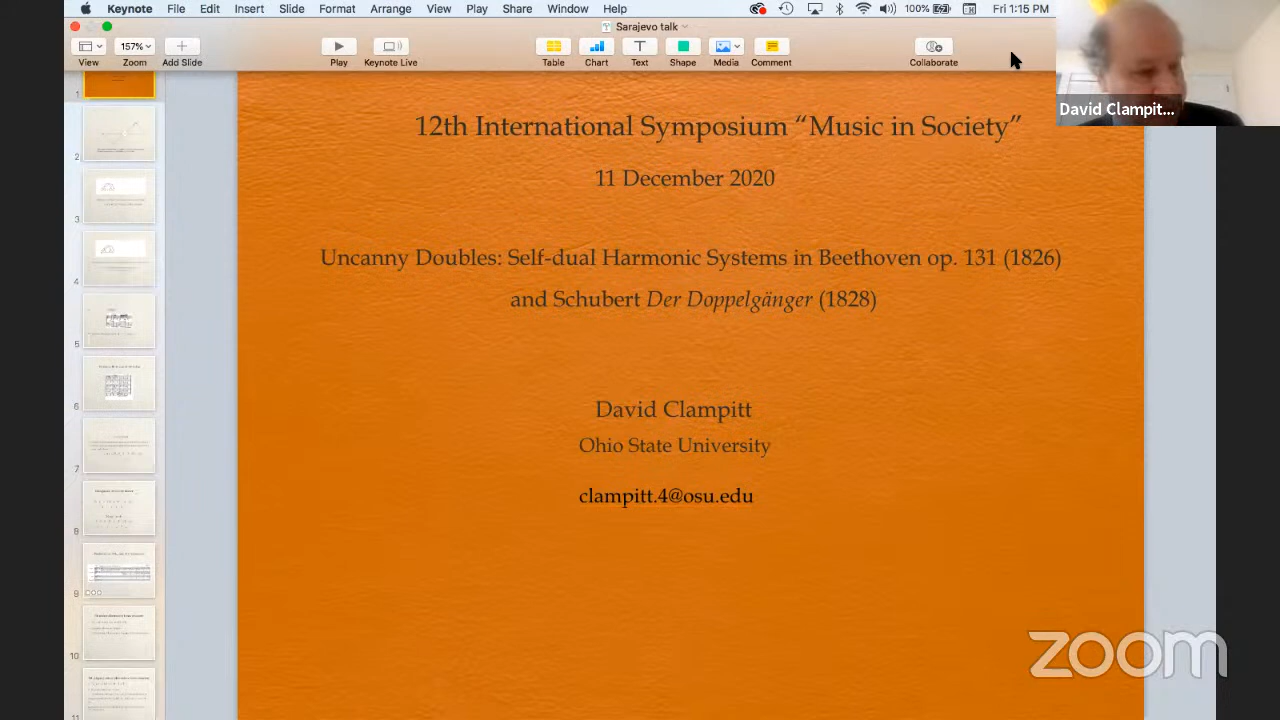 Keynote File Edit Insert Slide Format Arrange View Play Share Window Help 100% Fri 1:15 PM
Sarajevo talk
157%
View Zoom Add Slide Play Keynote Live Table Chart Text Shape Media Comment Collaborate
David Clampit...
12th International Symposium “Music in Society”
11 December 2020
Uncanny Doubles: Self-dual Harmonic Systems in Beethoven op. 131 (1826)
and Schubert Der Doppelgänger (1828)
David Clampitt
Ohio State University
clampitt.4@osu.edu
1
2
3
4
5
6
7
8
9
10
11
zoom